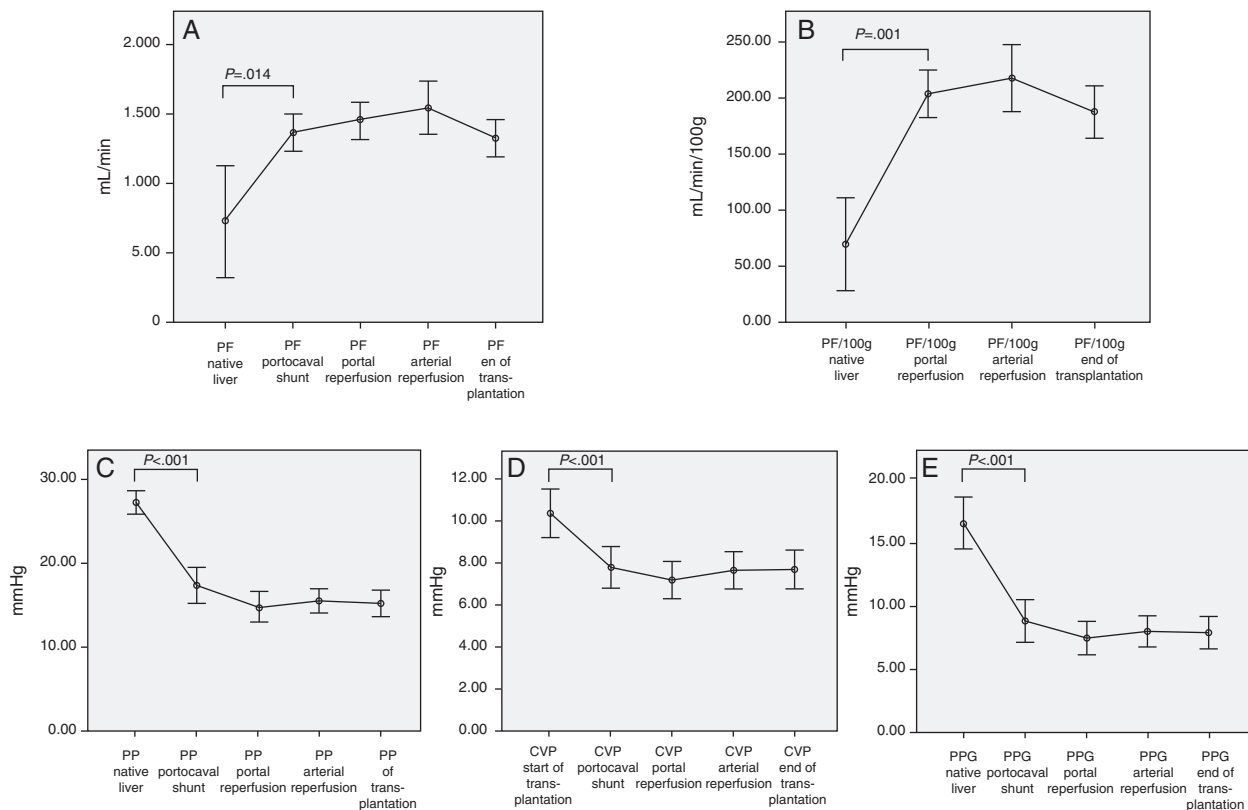 A
P=.014
2.000
1.500
1.000
5.00
0
mL/min
PF
native
liver
PF
portocaval
shunt
PF
portal
reperfusion
PF
arterial
reperfusion
PF
en of
trans-
plantation
B
P=.001
250.00
200.00
150.00
100.00
50.00
0.00
mL/min/100g
PF/100g
native
liver
PF/100g
portal
reperfusion
PF/100g
arterial
reperfusion
PF/100g
end of
transplantation
C
P<.001
30.00
20.00
10.00
0.00
mmHg
PP
native
liver
PP
portocaval
shunt
PP
portal
reperfusion
PP
arterial
reperfusion
PP
of
trans-
plantation
D
P<.001
12.00
10.00
8.00
6.00
4.00
2.00
0.00
mmHg
CVP
start of
trans-
plantation
CVP
portocaval
shunt
CVP
portal
reperfusion
CVP
arterial
reperfusion
CVP
end of
trans-
plantation
E
P<.001
20.00
15.00
10.00
5.00
0.00
mmHg
PPG
native
liver
PPG
portocaval
shunt
PPG
portal
reperfusion
PPG
arterial
reperfusion
PPG
end of
trans-
plantation